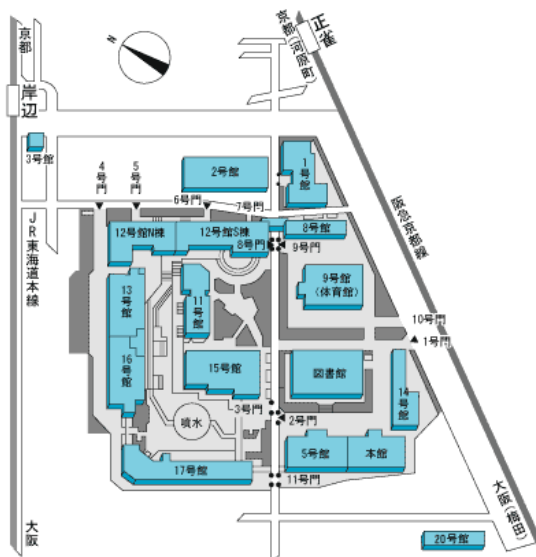 京都
京都(河原町)
正雀
N
岸辺
3号館
4号門
5号門
2号館
1号館
6号門
7号門
JR東海道本線
阪急京都線
12号館N棟
12号館S棟
8号館
8号門
9号門
13号館
11号館
9号館
(体育館)
10号門
1号門
16号館
15号館
図書館
14号館
3号門
2号門
噴水
5号館
本館
17号館
11号門
大阪
大阪(梅田)
20号館